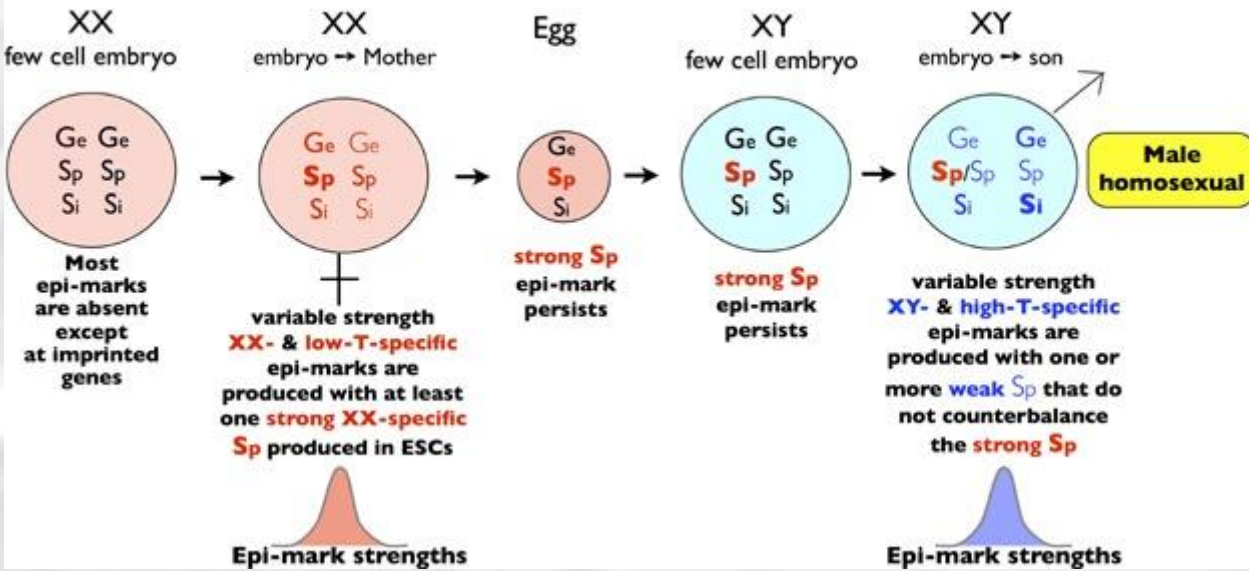 XX
few cell embryo
Ge Ge
Sp Sp
Si Si
Most
epi-marks
are absent
except
at imprinted
genes
XX
embryo → Mother
Ge Ge
Sp Sp
Si Si
variable strength
XX- & low-T-specific
epi-marks are
produced with at least
one strong XX-specific
Sp produced in ESCs
Epi-mark strengths
Egg
Ge
Sp
Si
strong Sp
epi-mark
persists
XY
few cell embryo
Ge Ge
Sp Sp
Si Si
strong Sp
epi-mark
persists
XY
embryo → son
Ge Ge
Sp/Sp Sp
Si Si
Male
homosexual
variable strength
XY- & high-T-specific
epi-marks are
produced with one or
more weak Sp that do
not counterbalance
the strong Sp
Epi-mark strengths